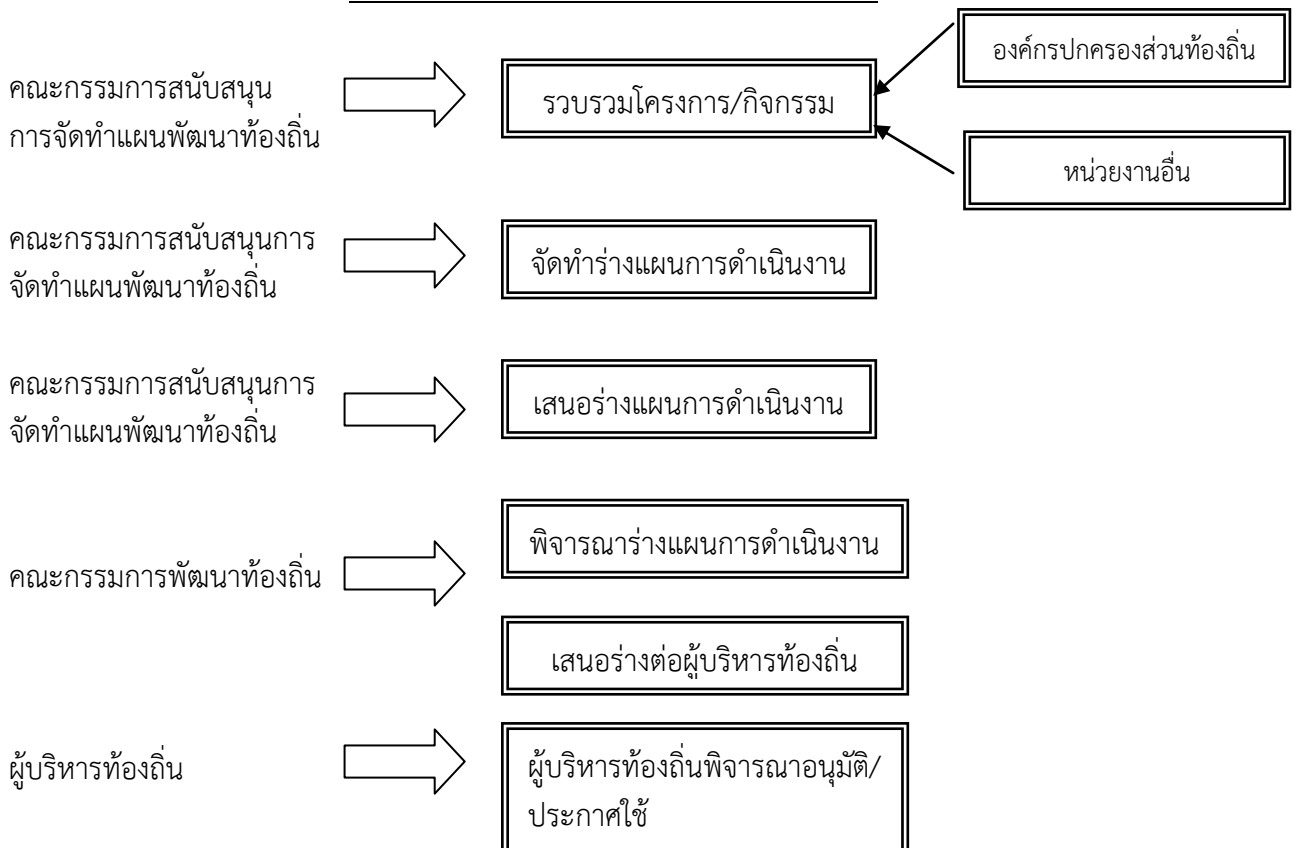 องค์กรปกครองส่วนท้องถิ่น
คณะกรรมการสนับสนุน
การจัดทำแผนพัฒนาท้องถิ่น
รวบรวมโครงการ/กิจกรรม
หน่วยงานอื่น
คณะกรรมการสนับสนุนการ
จัดทำแผนพัฒนาท้องถิ่น
จัดทำร่างแผนการดำเนินงาน
คณะกรรมการสนับสนุนการ
จัดทำแผนพัฒนาท้องถิ่น
เสนอร่างแผนการดำเนินงาน
คณะกรรมการพัฒนาท้องถิ่น
พิจารณาร่างแผนการดำเนินงาน
เสนอร่างต่อผู้บริหารท้องถิ่น
ผู้บริหารท้องถิ่น
ผู้บริหารท้องถิ่นพิจารณาอนุมัติ/
ประกาศใช้